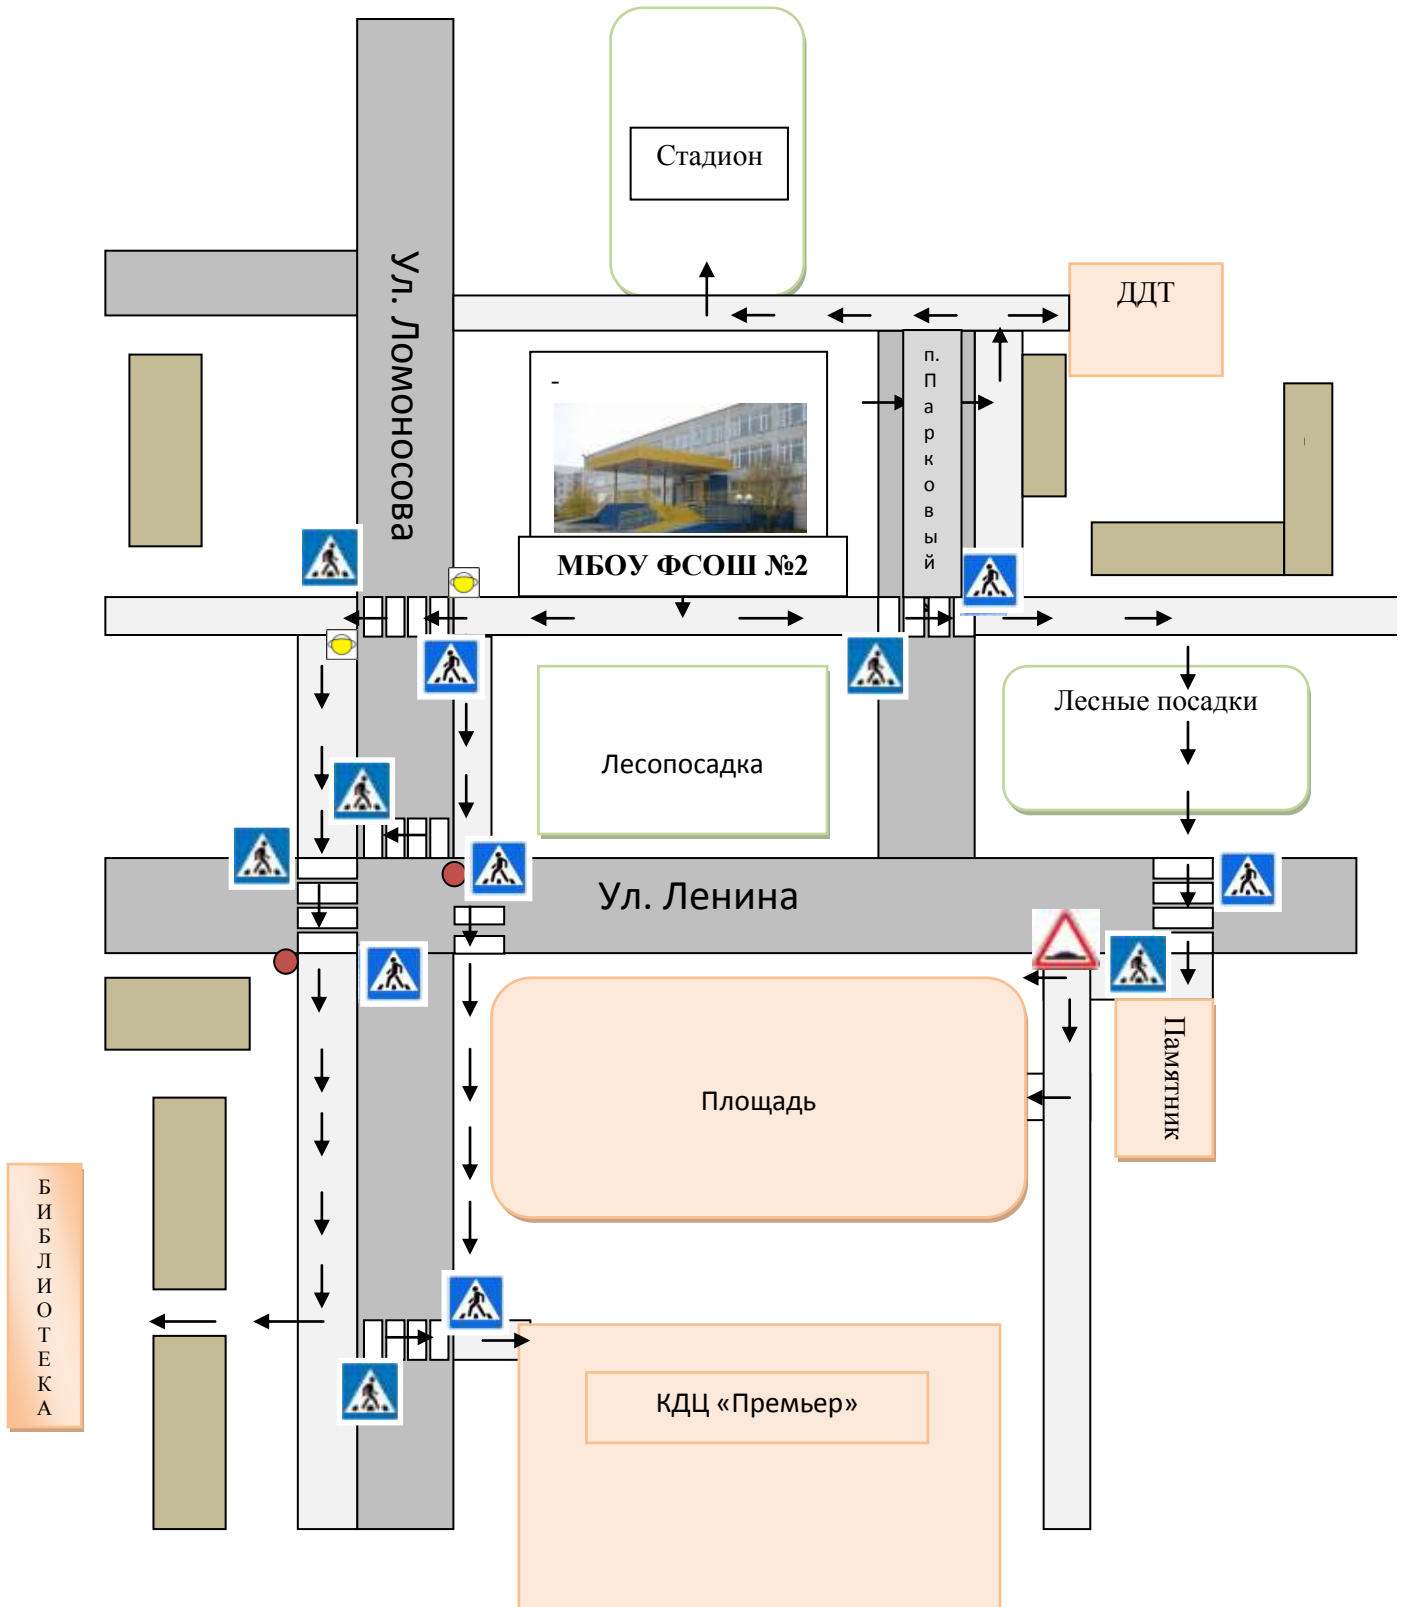 Стадион
Ул. Ломоносова
ДДТ
п. Парковый
-
МБОУ ФСОШ №2
Лесопосадка
Лесные посадки
Ул. Ленина
Площадь
Памятник
БИБЛИОТЕКА
КДЦ «Премьер»